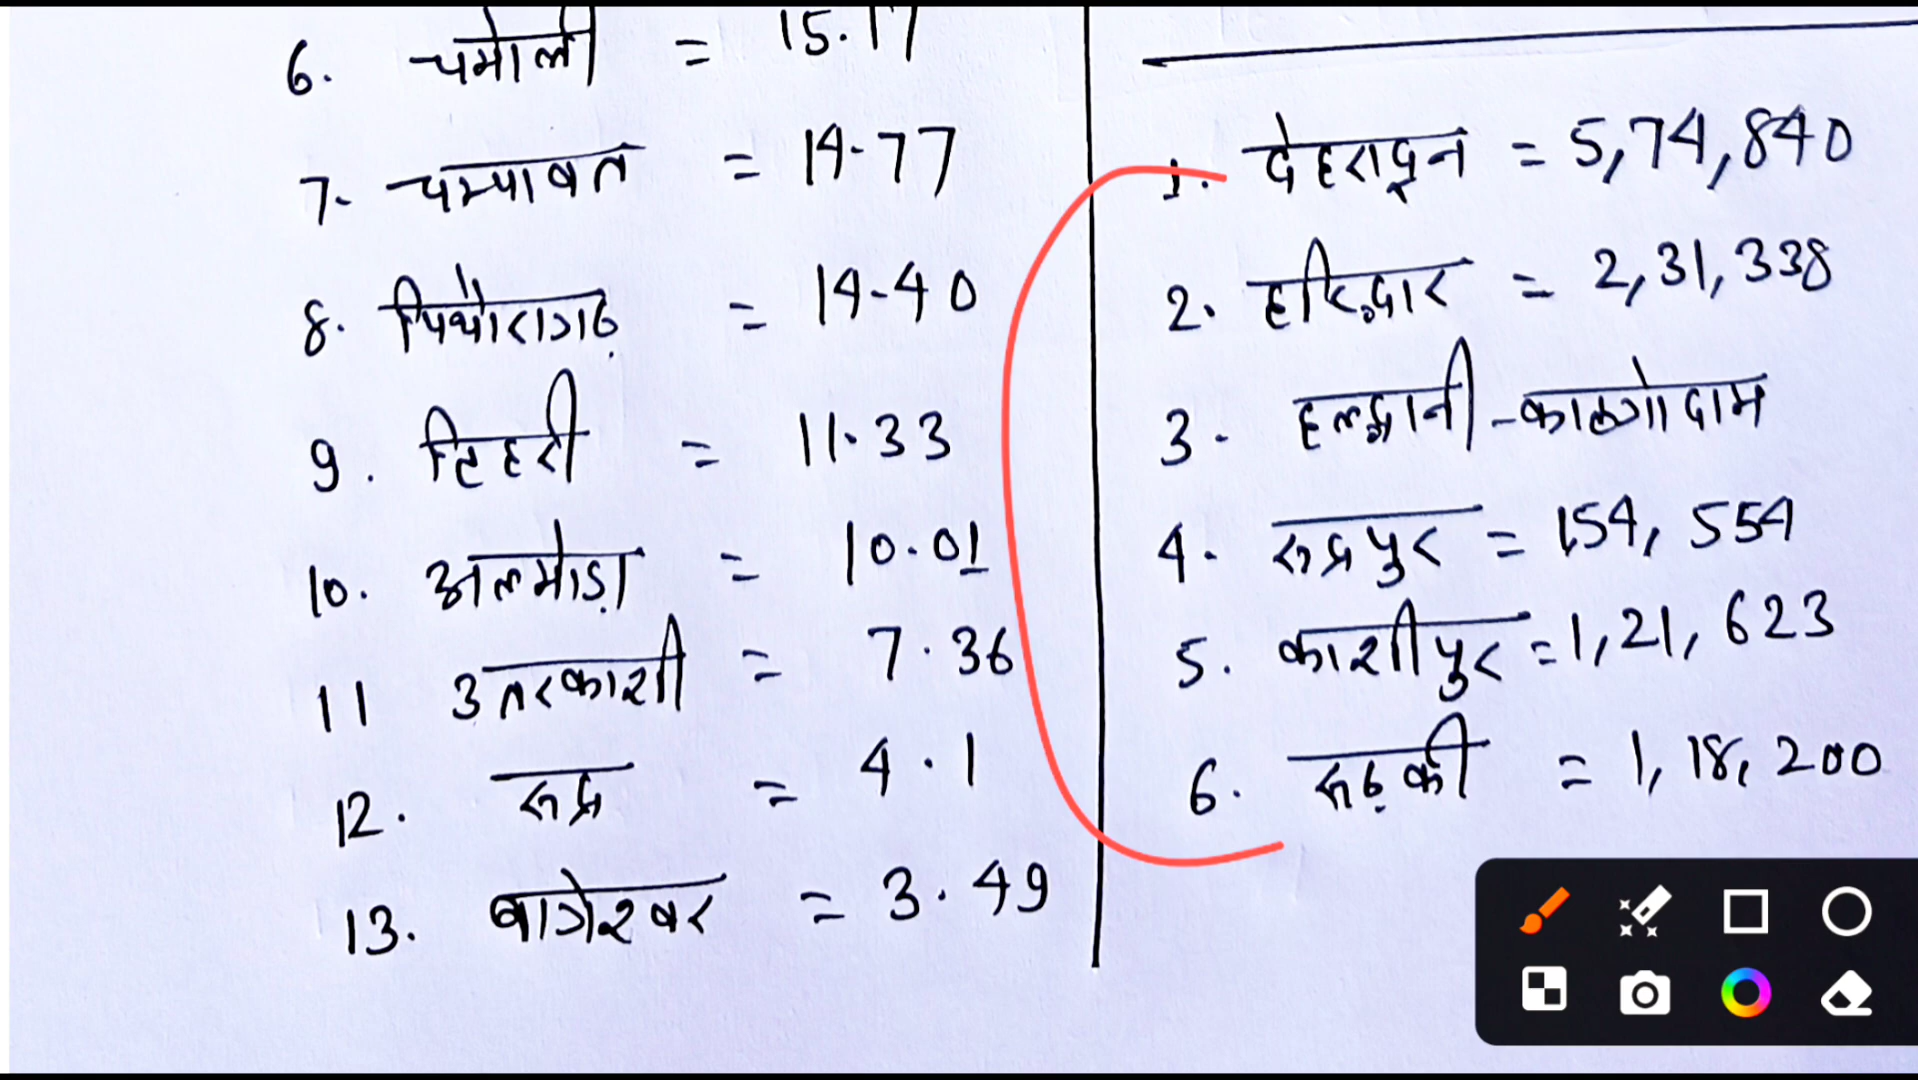 6. चमोली = 15.17
7. चम्पावत = 14.77
8. पिथौरागढ़ = 14.40
9. टिहरी = 11.33
10. अल्मोड़ा = 10.01
11 उत्तरकाशी = 7.36
12. रुद्र = 4.1
13. बागेश्वर = 3.49
1. देहरादून = 5,74,840
2. हरिद्वार = 2,31,338
3. हल्द्वानी-काठगोदाम
4. रुद्रपुर = 154, 554
5. काशीपुर = 1,21,623
6. रुड़की = 1,18,200